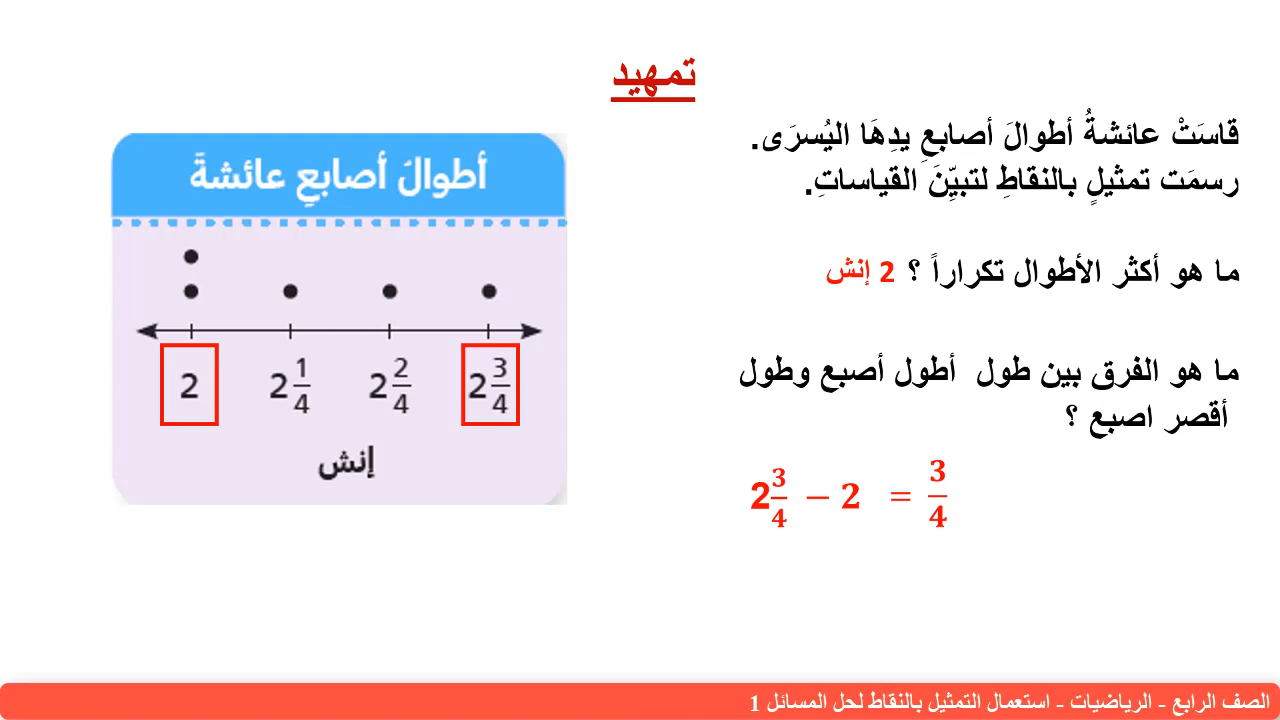 تمهيد
قاسَتْ عائشةُ أطوالَ أصابعِ يدِهَا اليُسرَى.
رسمَت تمثيلٍ بالنقاطِ لتبيِّنَ القياساتِ.
ما هو أكثر الأطوال تكراراً ؟ 2 إنش
ما هو الفرق بين طول أطول أصبع وطول
أقصر اصبع ؟
2 3/4 − 2 = 3/4
أطوالَ أصابعِ عائشةَ
2 2 1/4 2 2/4 2 3/4
إنش
الصف الرابع - الرياضيات - استعمال التمثيل بالنقاط لحل المسائل 1